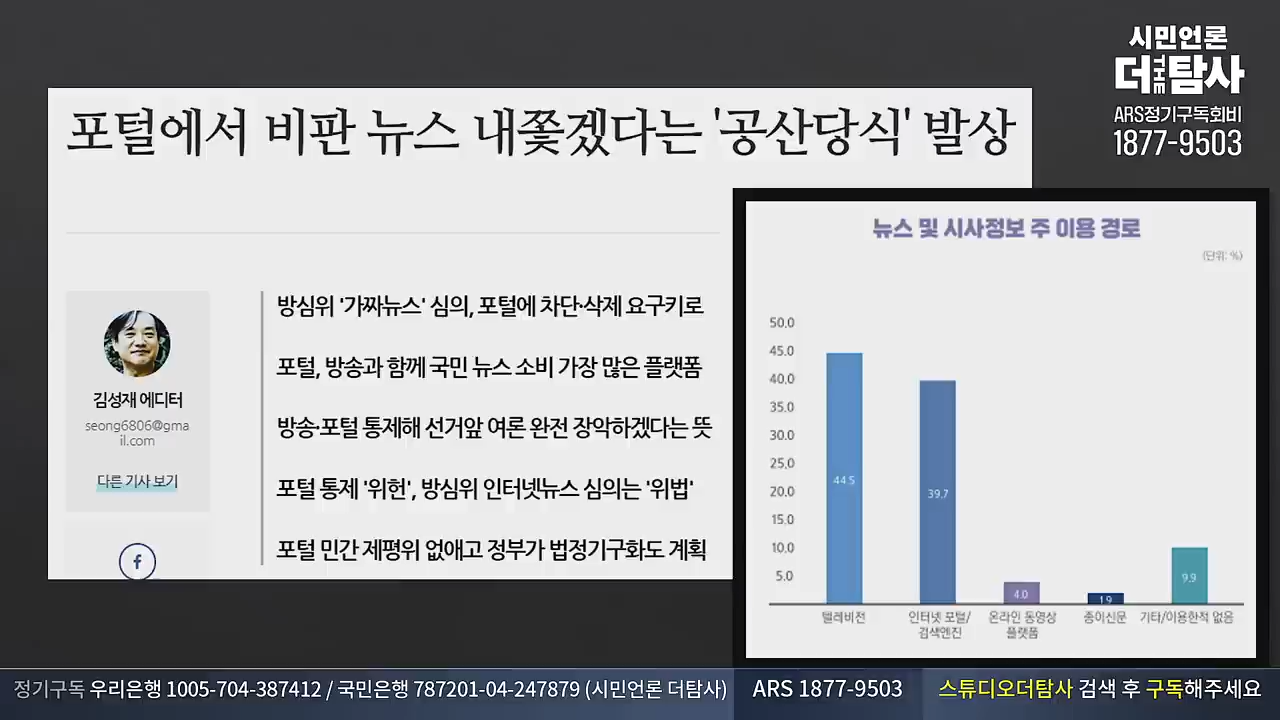 시민언론
더탐사
THE
ARS정기구독회비
1877-9503
포털에서 비판 뉴스 내쫓겠다는 '공산당식' 발상
김성재 에디터
seong6806@gma
il.com
다른 기사 보기
f
방심위 '가짜뉴스' 심의, 포털에 차단·삭제 요구키로
포털, 방송과 함께 국민 뉴스 소비 가장 많은 플랫폼
방송·포털 통제해 선거앞 여론 완전 장악하겠다는 뜻
포털 통제 '위헌', 방심위 인터넷뉴스 심의는 '위법'
포털 민간 제평위 없애고 정부가 법정기구화도 계획
뉴스 및 시사정보 주 이용 경로
(단위: %)
50.0
45.0
40.0
35.0
30.0
25.0
20.0
15.0
10.0
5.0
44.5
39.7
4.0
1.9
9.9
텔레비전
인터넷 포털/
검색엔진
온라인 동영상
플랫폼
종이신문
기타/이용한적 없음
정기구독 우리은행 1005-704-387412 / 국민은행 787201-04-247879 (시민언론 더탐사)
ARS 1877-9503
스튜디오더탐사 검색 후 구독해주세요